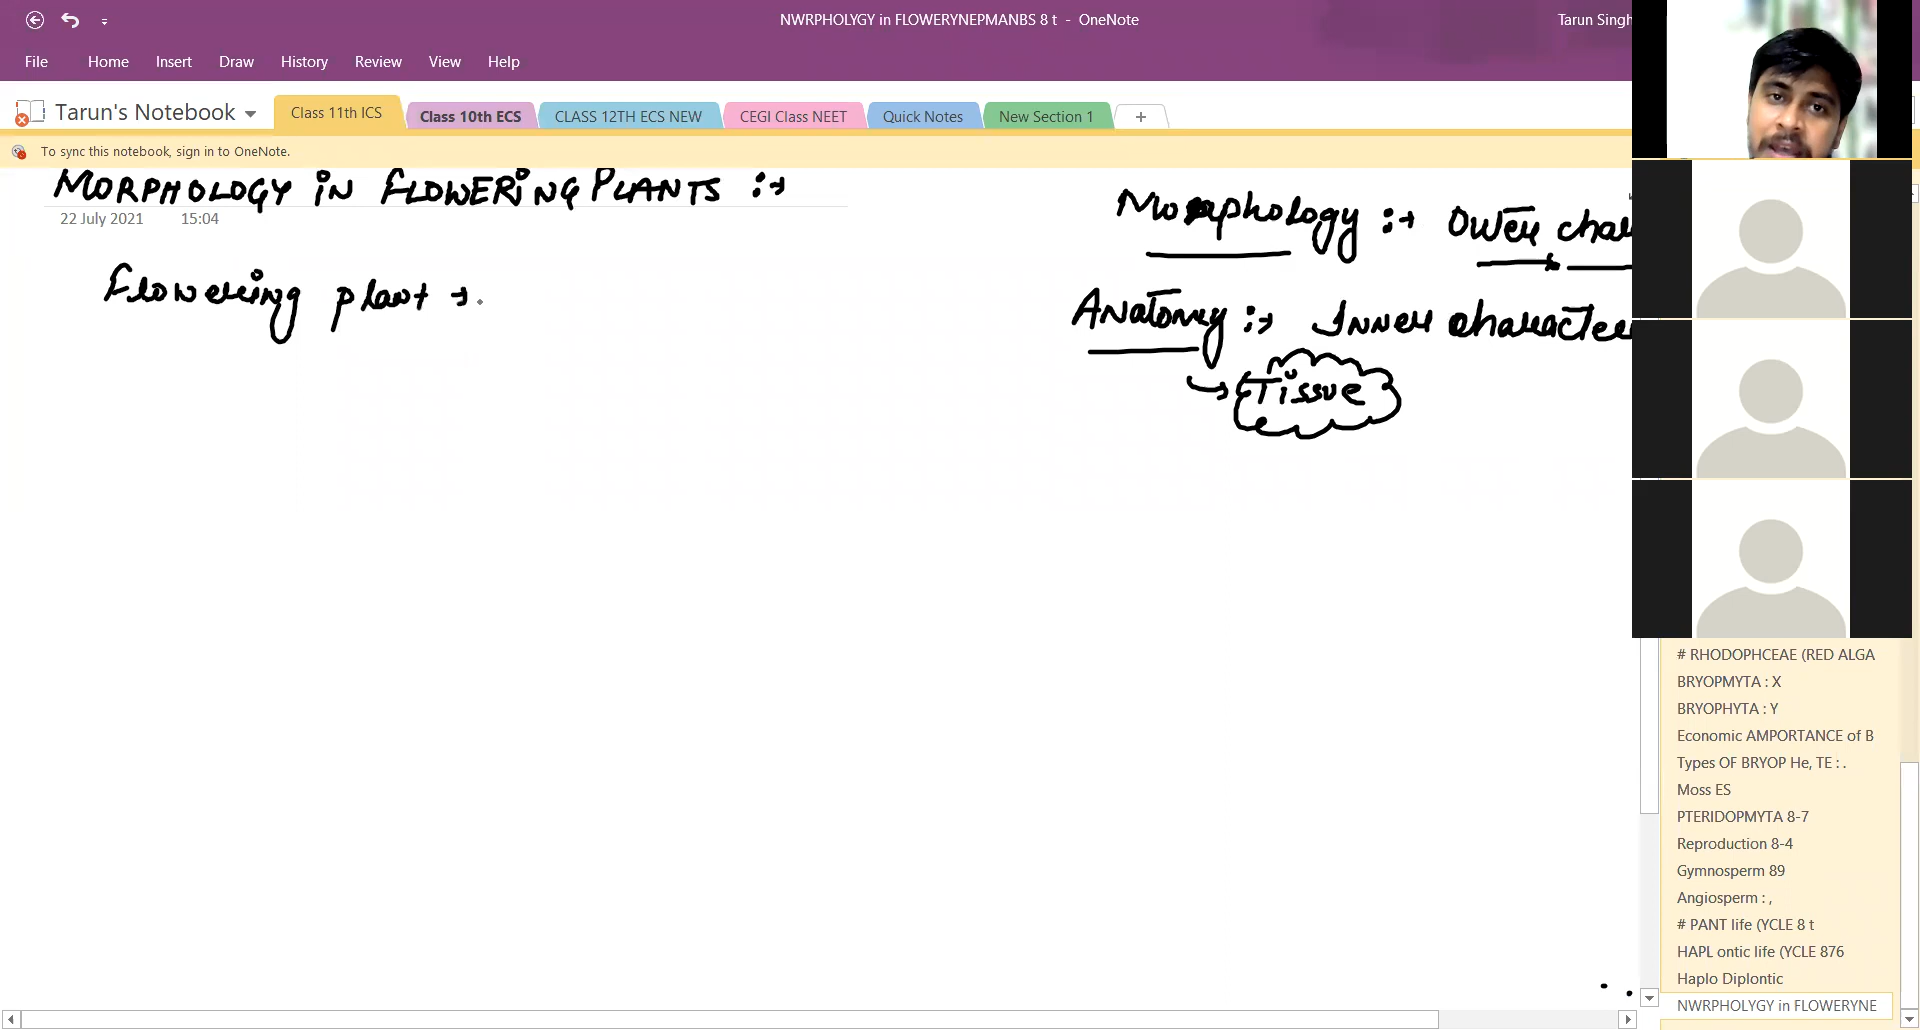 NWRPHOLYGY in FLOWERYNEPMANBS 8 t - OneNote
Tarun Singh
File Home Insert Draw History Review View Help
Tarun's Notebook
Class 11th ICS
Class 10th ECS
CLASS 12TH ECS NEW
CEGI Class NEET
Quick Notes
New Section 1
To sync this notebook, sign in to OneNote.
MORPHOLOGY in FLOWERING PLANTS :→
22 July 2021 15:04
Flowering plant →
Morphology :→ Outer cha
Anatomy :→ Inner character
Tissue
# RHODOPHCEAE (RED ALGA
BRYOPMYTA : X
BRYOPHYTA : Y
Economic AMPORTANCE of B
Types OF BRYOP He, TE : .
Moss ES
PTERIDOPMYTA 8-7
Reproduction 8-4
Gymnosperm 89
Angiosperm : ,
# PANT life (YCLE 8 t
HAPL ontic life (YCLE 876
Haplo Diplontic
NWRPHOLYGY in FLOWERYNE